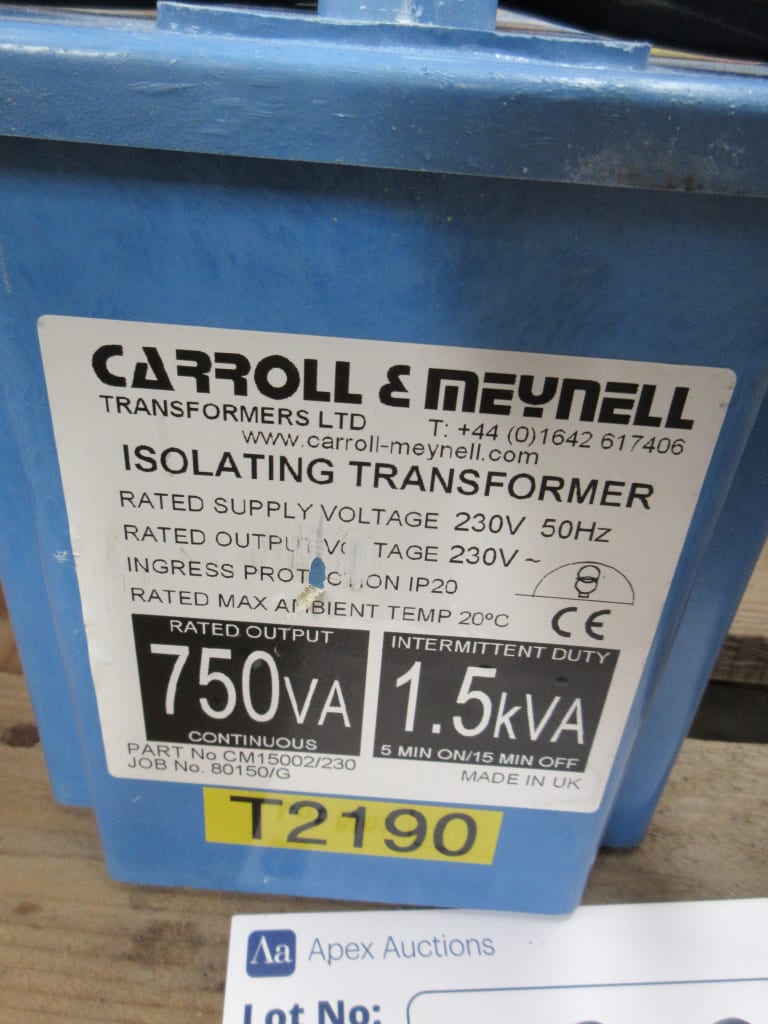 CARROLL & MEYNELL
TRANSFORMERS LTD T: +44 (0)1642 617406
www.carroll-meynell.com
ISOLATING TRANSFORMER
RATED SUPPLY VOLTAGE 230V 50Hz
RATED OUTPUT 230V ~
INGRESS IP20
RATED MAX AMBIENT TEMP 20ºC
CE
RATED OUTPUT
750VA
CONTINUOUS
INTERMITTENT DUTY
1.5kVA
5 MIN ON/15 MIN OFF
PART No CM15002/230
JOB No. 80150/G
MADE IN UK
T2190
Aa Apex Auctions
Lot No: